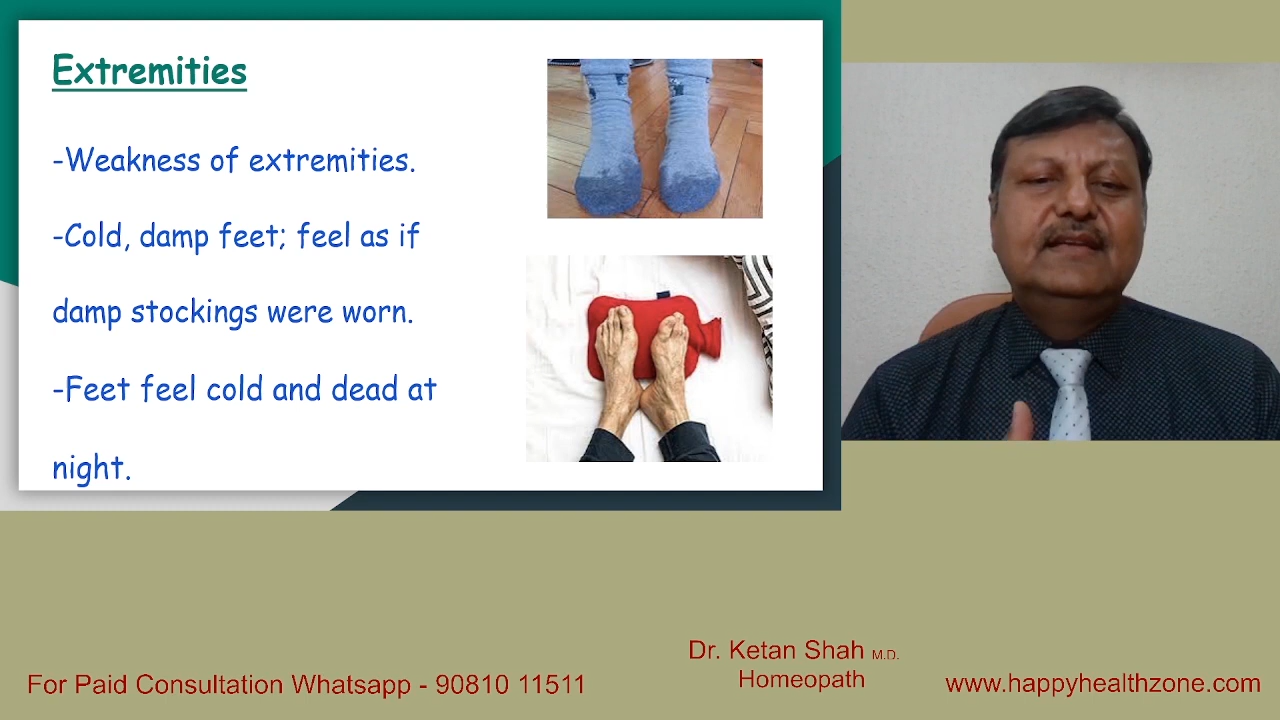 Extremities
-Weakness of extremities.
-Cold, damp feet; feel as if
damp stockings were worn.
-Feet feel cold and dead at
night.
Dr. Ketan Shah M.D.
Homeopath
For Paid Consultation Whatsapp - 90810 11511
www.happyhealthzone.com